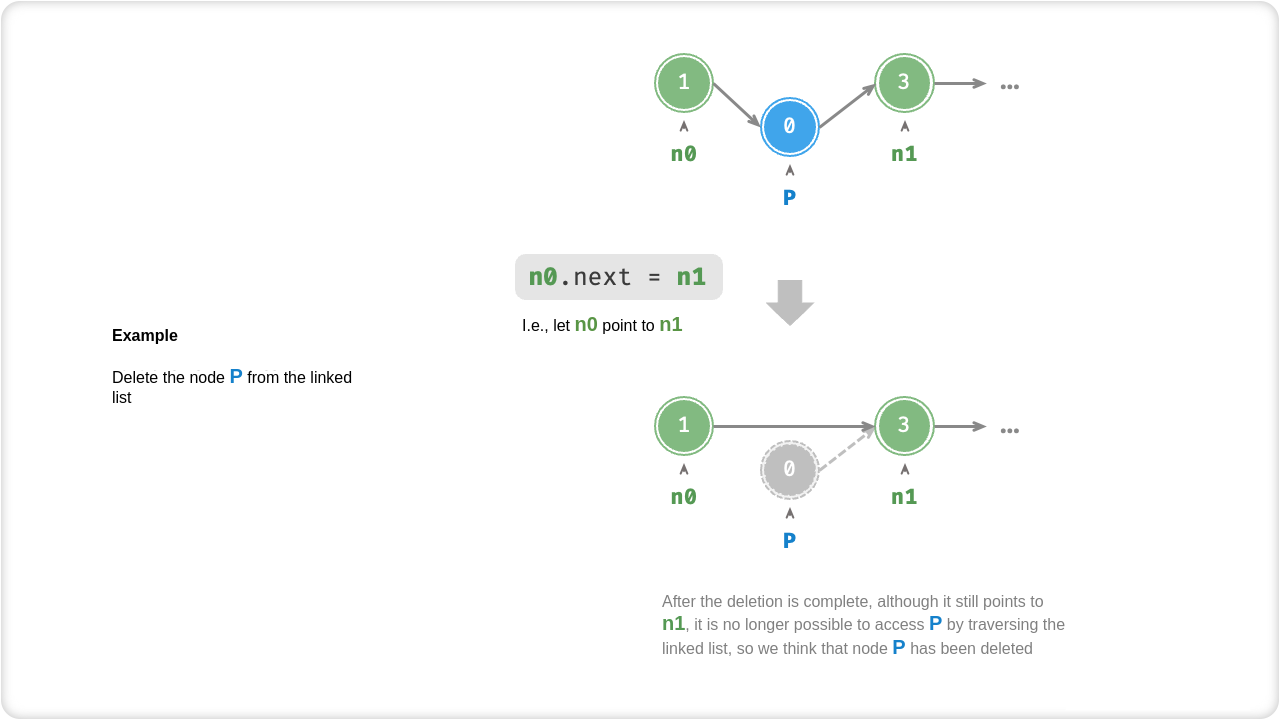 1
3
...
0
n0
n1
P
n0.next = n1
I.e., let n0 point to n1
Example
Delete the node P from the linked
list
1
3
...
0
n0
n1
P
After the deletion is complete, although it still points to
n1, it is no longer possible to access P by traversing the
linked list, so we think that node P has been deleted